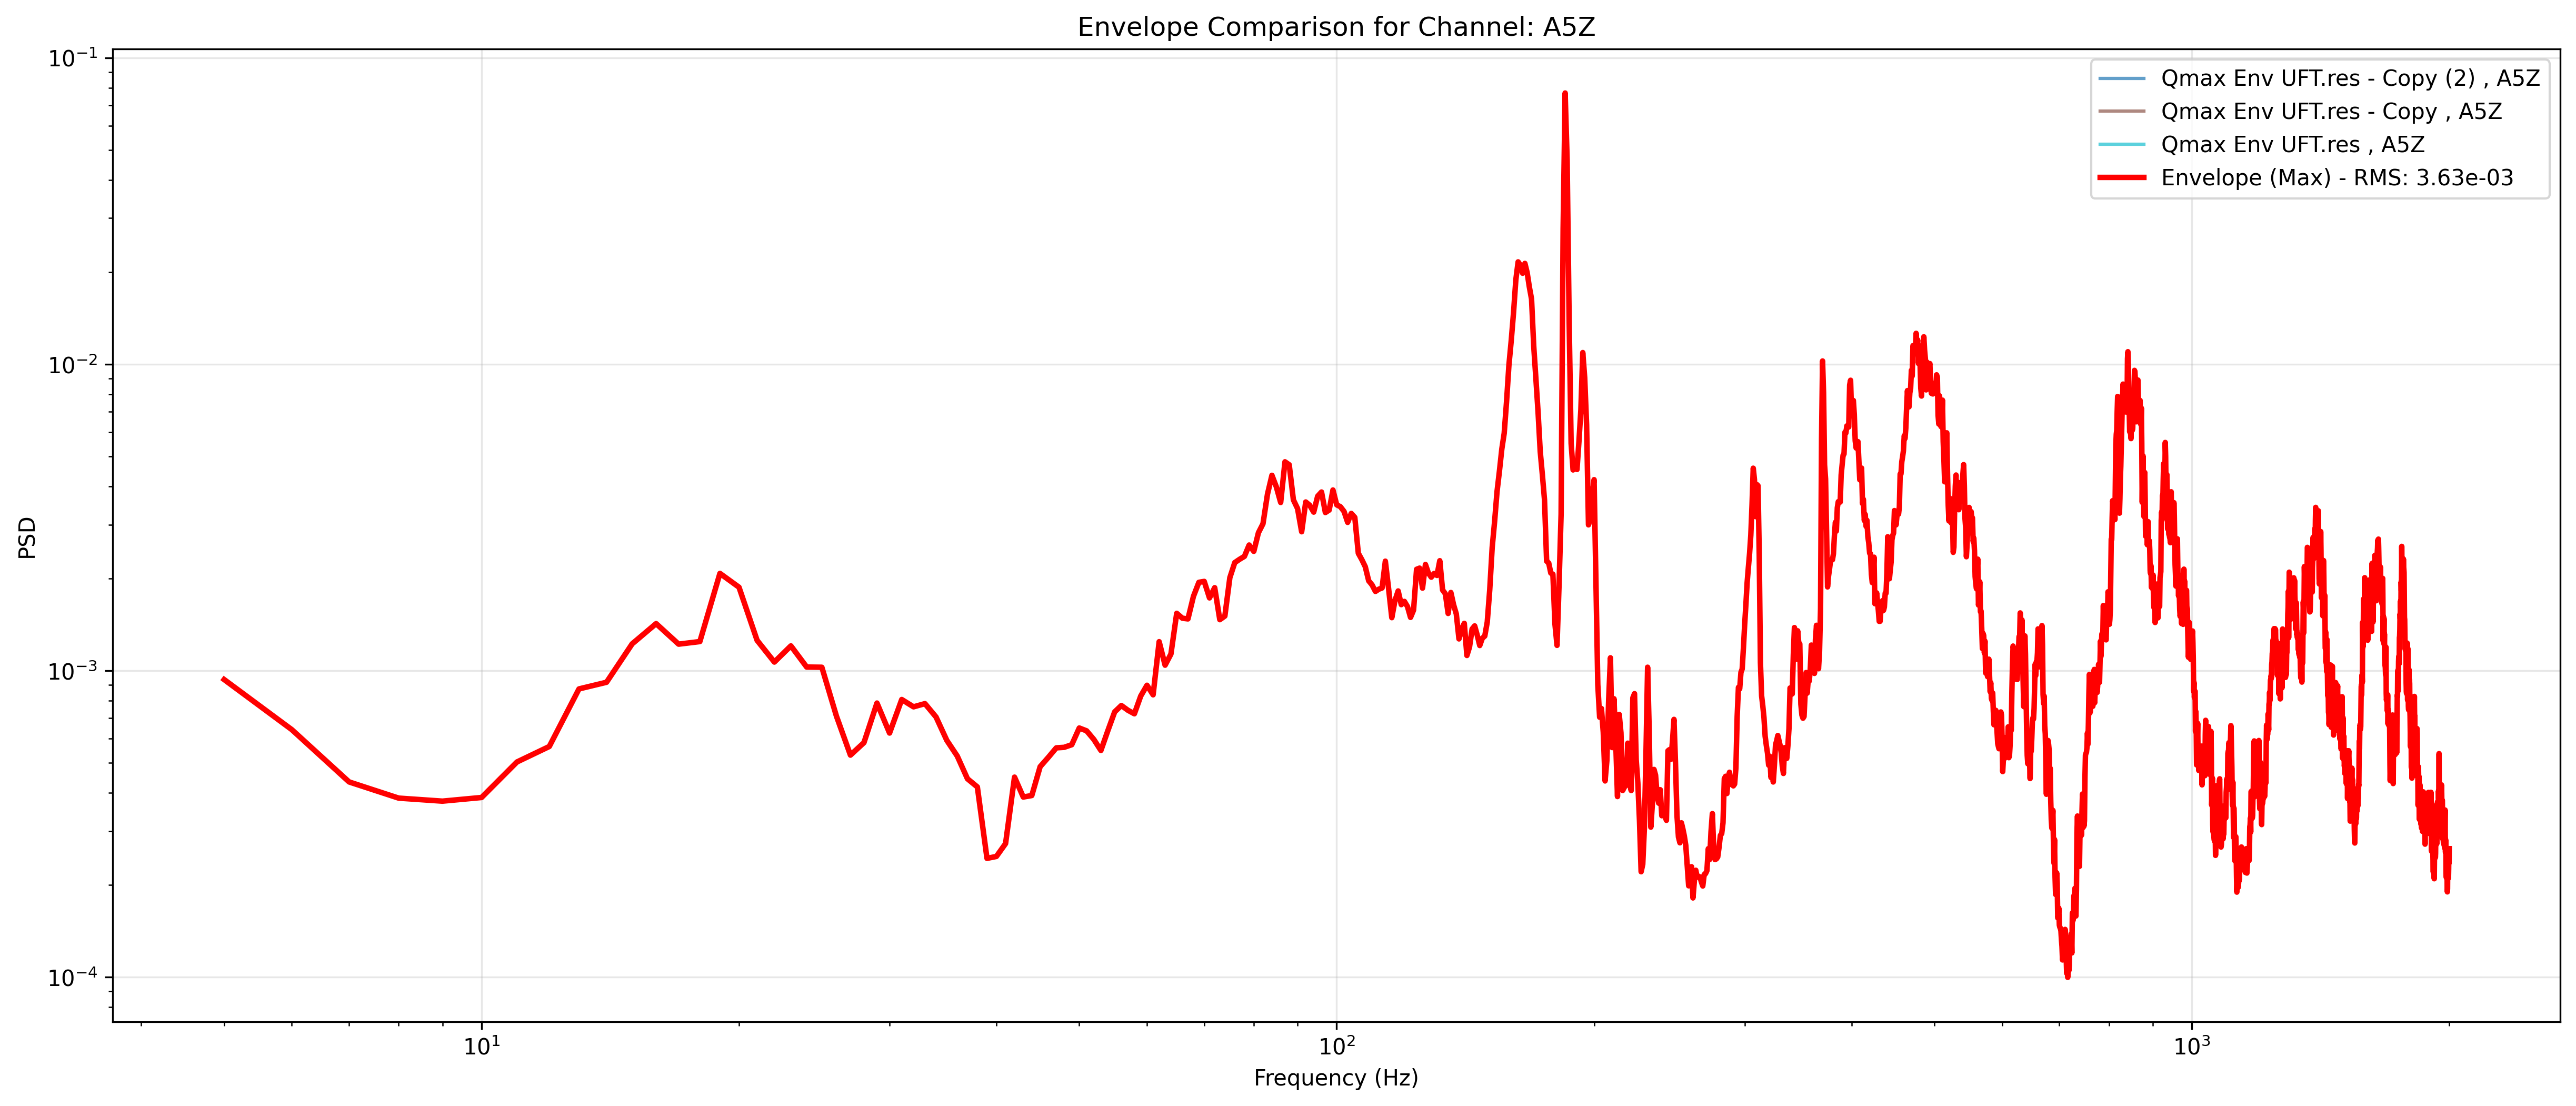 Envelope Comparison for Channel: A5Z
Qmax Env UFT.res - Copy (2) , A5Z
Qmax Env UFT.res - Copy , A5Z
Qmax Env UFT.res , A5Z
Envelope (Max) - RMS: 3.63e-03
PSD
10⁻¹
10⁻²
10⁻³
10⁻⁴
10¹
10²
10³
Frequency (Hz)